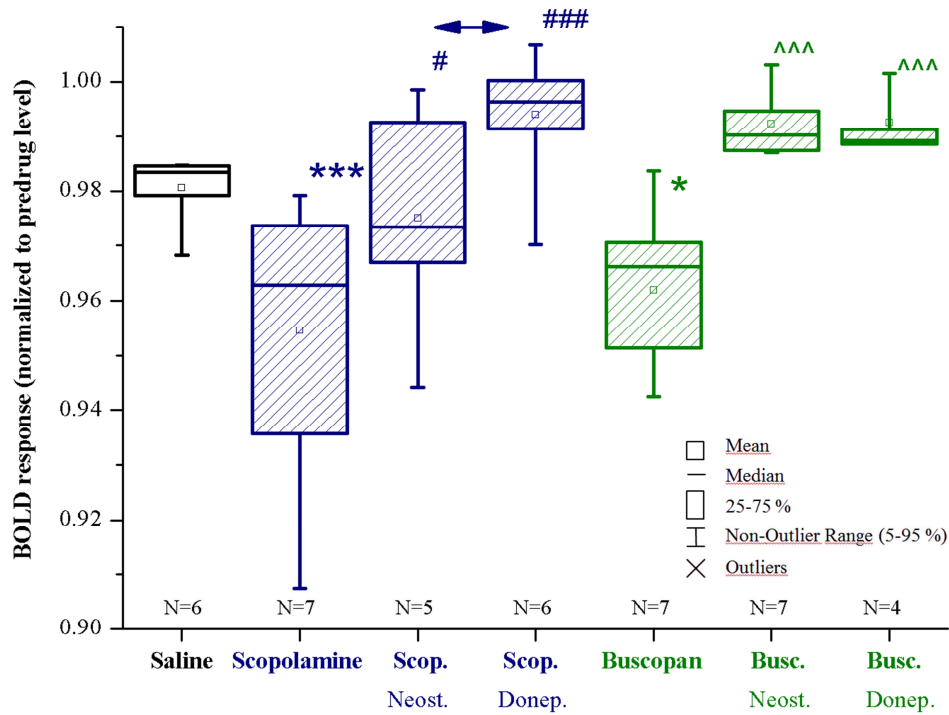 BOLD response (normalized to predrug level)
1.00
0.98
0.96
0.94
0.92
0.90
***
#
###
*
^^^
^^^
Mean
Median
25-75 %
Non-Outlier Range (5-95 %)
Outliers
N=6 N=7 N=5 N=6 N=7 N=7 N=4
Saline Scopolamine Scop. Scop. Buscopan Busc. Busc.
Neost. Donep. Neost. Donep.